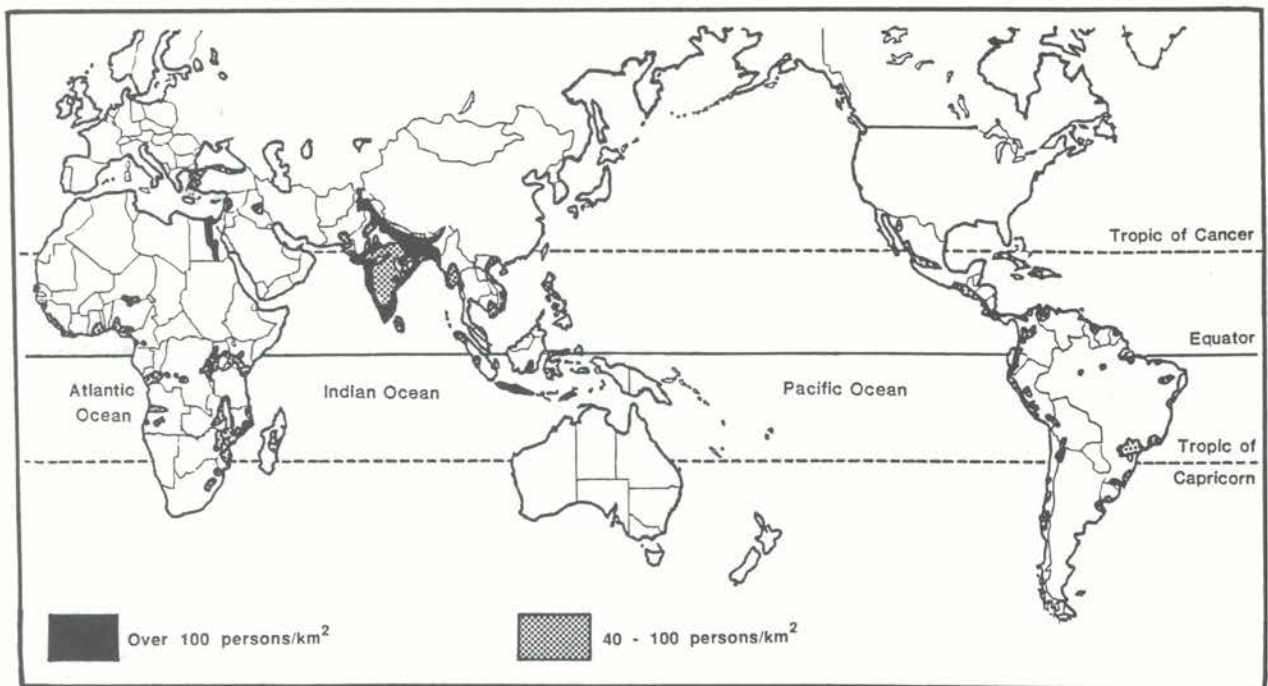 Tropic of Cancer
Equator
Atlantic
Ocean
Indian Ocean
Pacific Ocean
Tropic of
Capricorn
Over 100 persons/km²
40 - 100 persons/km²